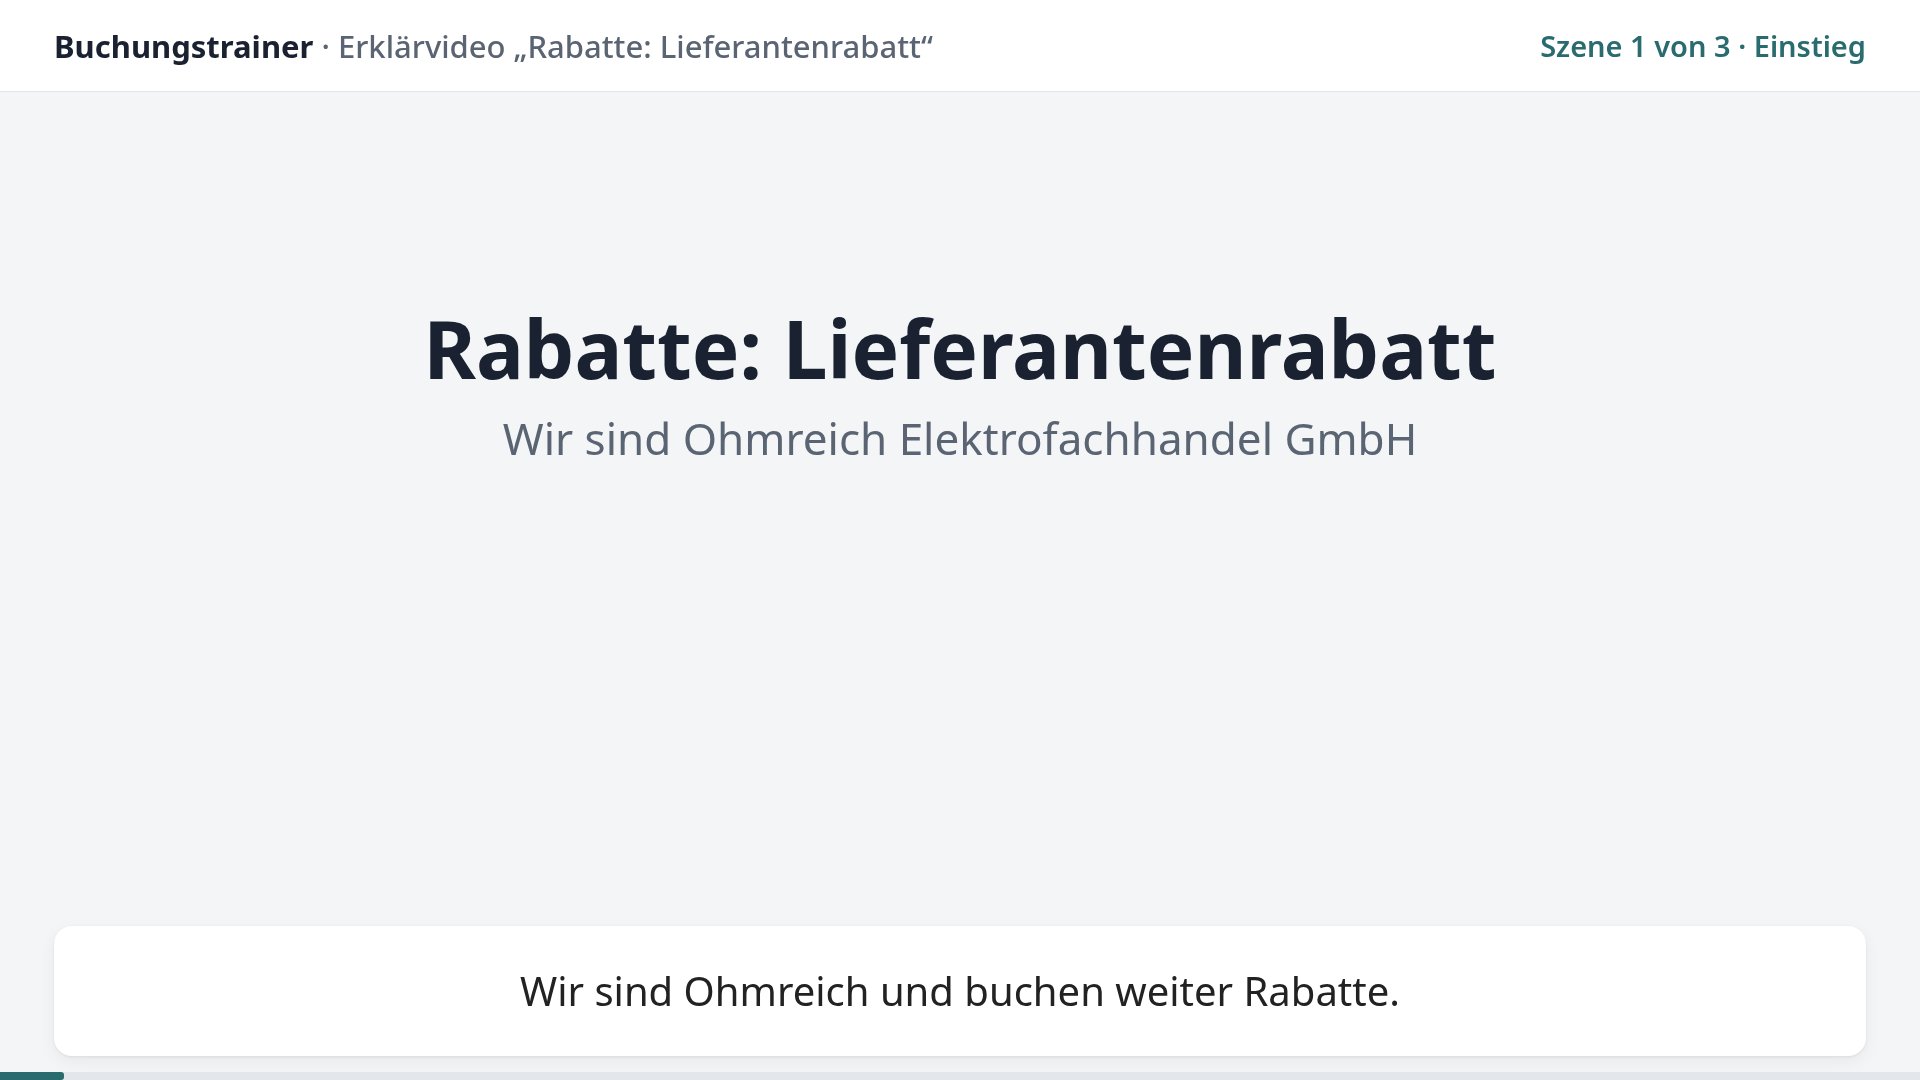 Buchungstrainer · Erklärvideo „Rabatte: Lieferantenrabatt“
Szene 1 von 3 · Einstieg
Rabatte: Lieferantenrabatt
Wir sind Ohmreich Elektrofachhandel GmbH
Wir sind Ohmreich und buchen weiter Rabatte.